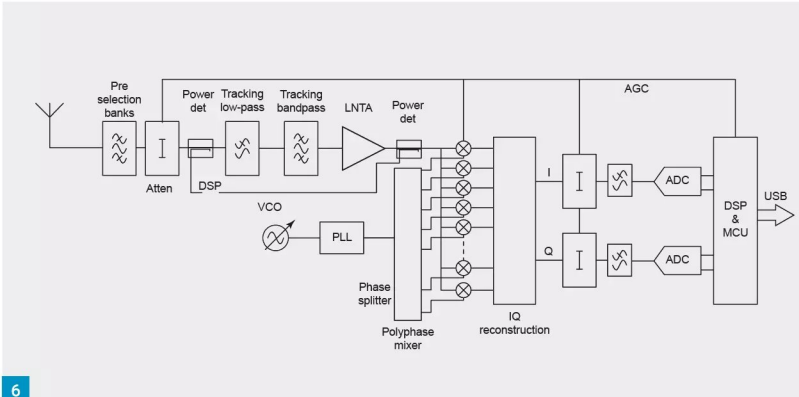 AGC
Pre
selection
banks
Power
det
Tracking
low-pass
Tracking
bandpass
LNTA
Power
det
Atten
DSP
I
ADC
USB
DSP
&
MCU
VCO
PLL
Q
ADC
Phase
splitter
Polyphase
mixer
IQ
reconstruction
6